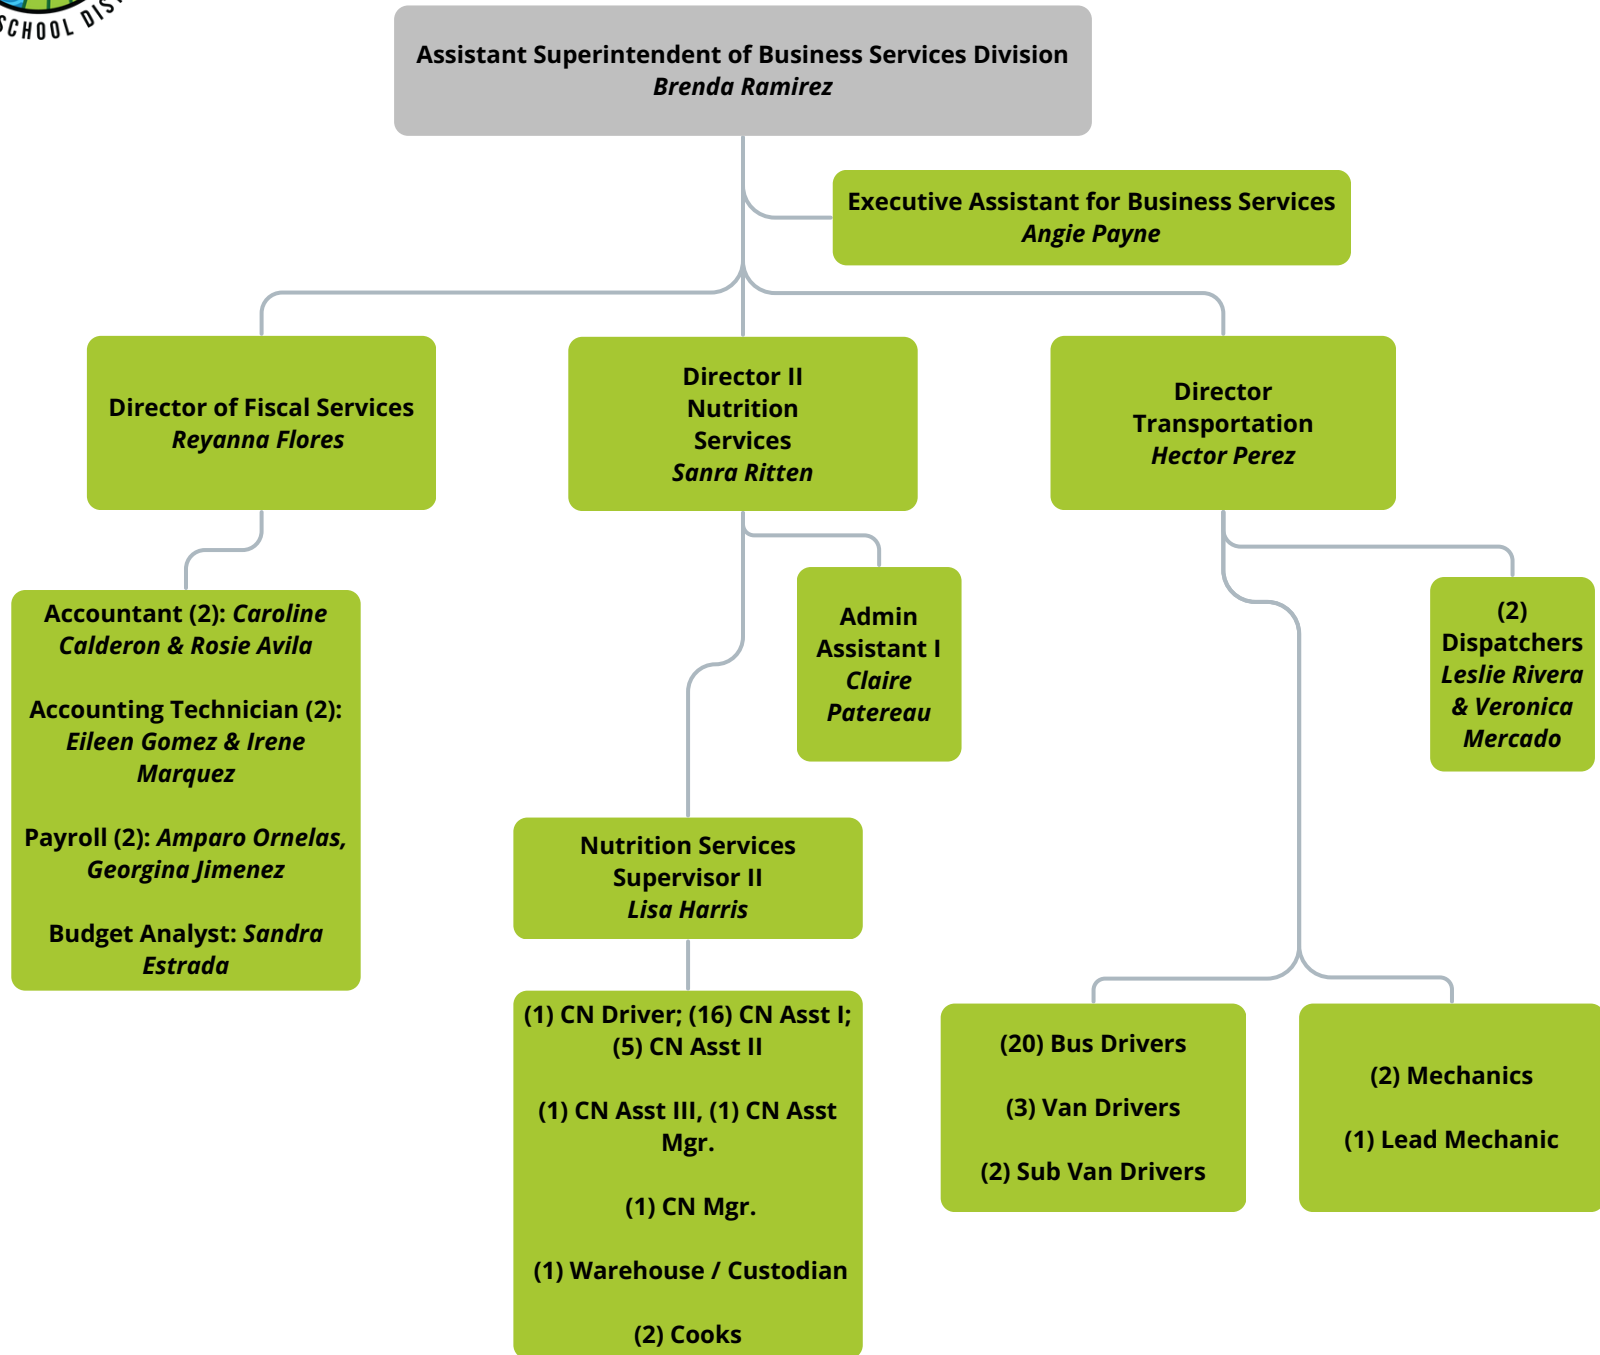 SCHOOL
Assistant Superintendent of Business Services Division
Brenda Ramirez
Executive Assistant for Business Services
Angie Payne
Director of Fiscal Services
Reyanna Flores
Director II
Nutrition
Services
Sanra Ritten
Director
Transportation
Hector Perez
Accountant (2): Caroline
Calderon & Rosie Avila
Accounting Technician (2):
Eileen Gomez & Irene
Marquez
Payroll (2): Amparo Ornelas,
Georgina Jimenez
Budget Analyst: Sandra
Estrada
Admin
Assistant I
Claire
Patereau
(2)
Dispatchers
Leslie Rivera
& Veronica
Mercado
Nutrition Services
Supervisor II
Lisa Harris
(1) CN Driver; (16) CN Asst I;
(5) CN Asst II
(1) CN Asst III, (1) CN Asst
Mgr.
(1) CN Mgr.
(1) Warehouse / Custodian
(2) Cooks
(20) Bus Drivers
(3) Van Drivers
(2) Sub Van Drivers
(2) Mechanics
(1) Lead Mechanic